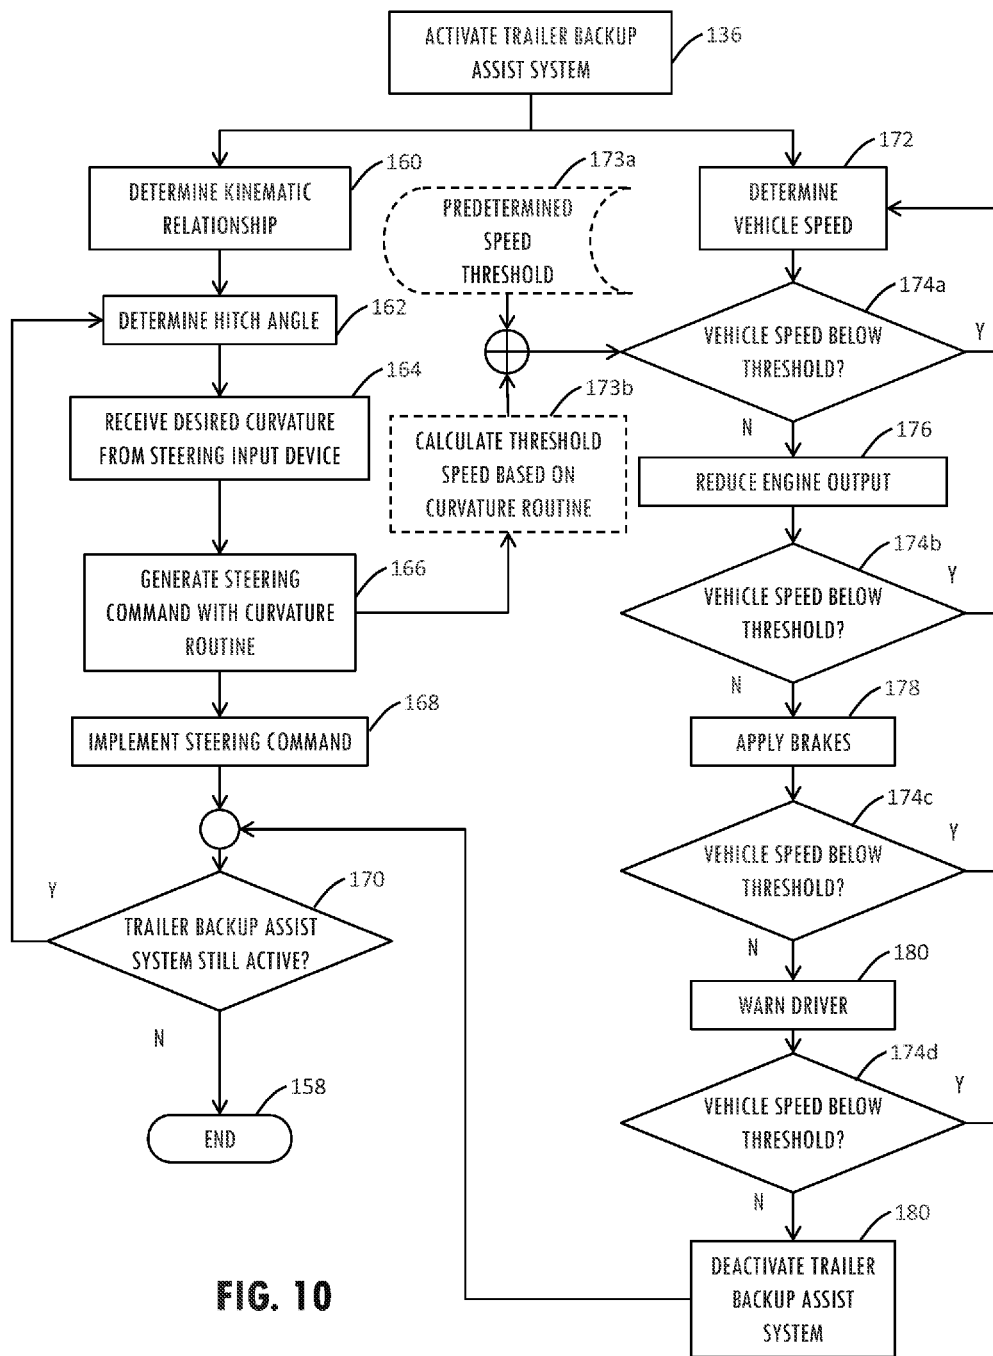 ACTIVATE TRAILER BACKUP
ASSIST SYSTEM
136
160
DETERMINE KINEMATIC
RELATIONSHIP
173a
PREDETERMINED
SPEED
THRESHOLD
172
DETERMINE
VEHICLE SPEED
DETERMINE HITCH ANGLE
162
174a
VEHICLE SPEED BELOW
THRESHOLD?
Y
N
164
RECEIVE DESIRED CURVATURE
FROM STEERING INPUT DEVICE
173b
CALCULATE THRESHOLD
SPEED BASED ON
CURVATURE ROUTINE
176
REDUCE ENGINE OUTPUT
GENERATE STEERING
COMMAND WITH CURVATURE
ROUTINE
166
174b
VEHICLE SPEED BELOW
THRESHOLD?
Y
N
168
IMPLEMENT STEERING COMMAND
178
APPLY BRAKES
174c
VEHICLE SPEED BELOW
THRESHOLD?
Y
N
170
Y
TRAILER BACKUP ASSIST
SYSTEM STILL ACTIVE?
N
180
WARN DRIVER
158
END
174d
VEHICLE SPEED BELOW
THRESHOLD?
Y
N
180
DEACTIVATE TRAILER
BACKUP ASSIST
SYSTEM
FIG. 10